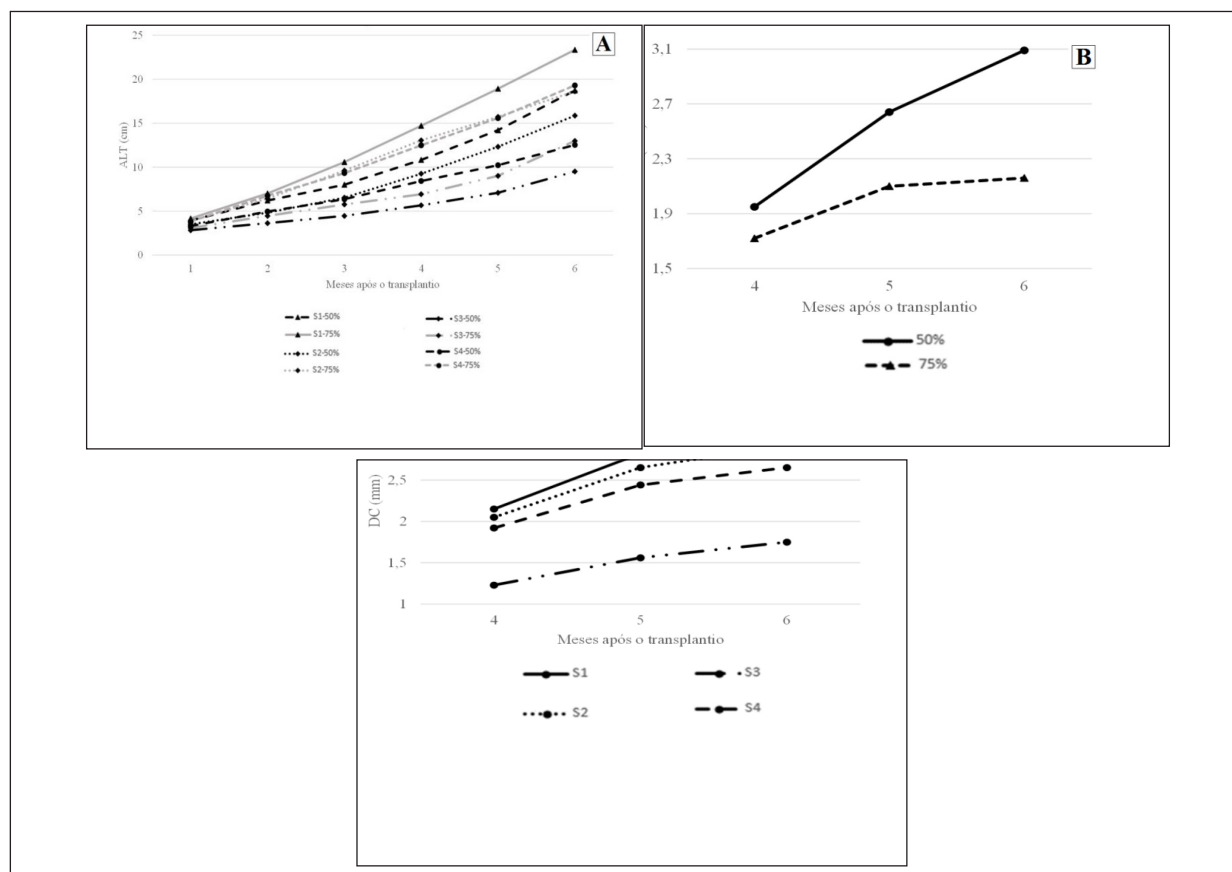 A
25
20
15
10
5
0
ALT (cm)
1 2 3 4 5 6
Meses após o transplantio
S1-50% S3-50%
S1-75% S3-75%
S2-50% S4-50%
S2-75% S4-75%
B
3,1
2,7
2,3
1,9
1,5
4 5 6
Meses após o transplantio
50%
75%
2,5
2
1,5
1
DC (mm)
4 5 6
Meses após o transplantio
S1 S3
S2 S4